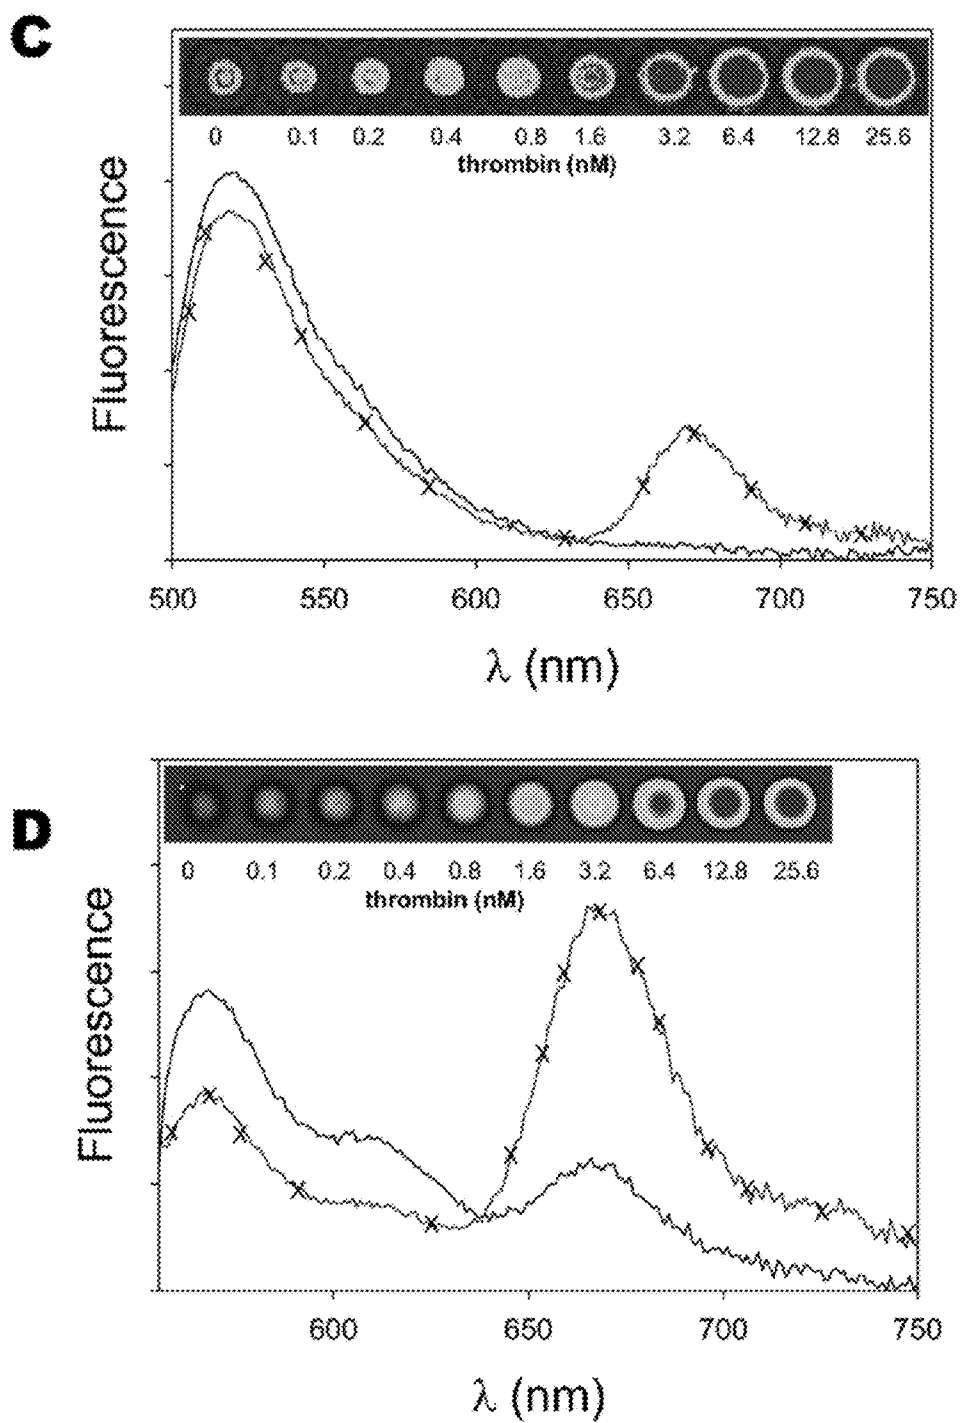 C
0 0.1 0.2 0.4 0.8 1.6 3.2 6.4 12.8 25.6
thrombin (nM)
Fluorescence
500 550 600 650 700 750
λ (nm)
D
0 0.1 0.2 0.4 0.8 1.6 3.2 6.4 12.8 25.6
thrombin (nM)
Fluorescence
600 650 700 750
λ (nm)